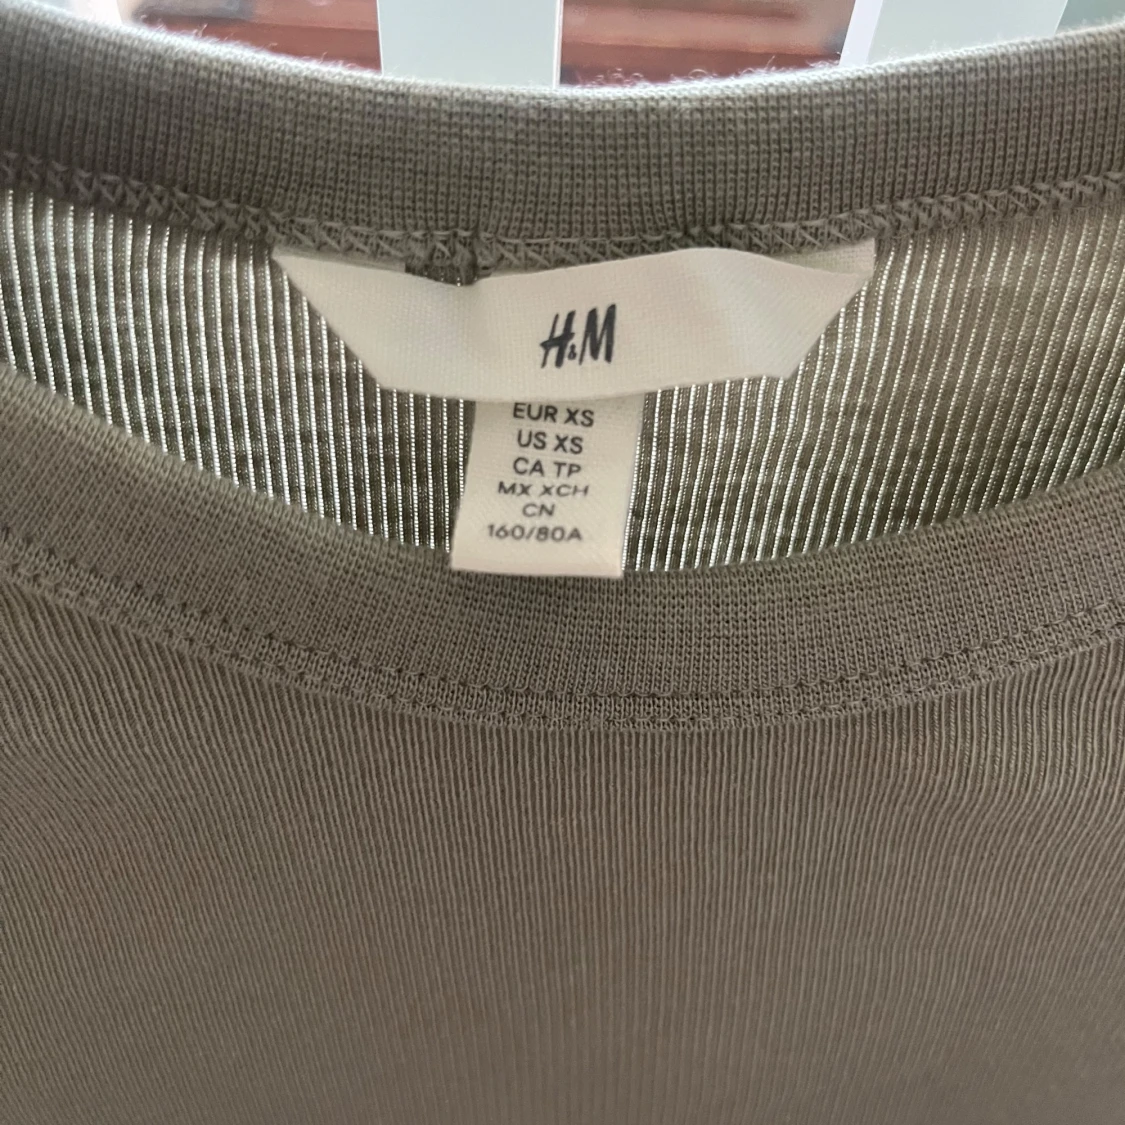 H&M
EUR XS
US XS
CA TP
MX XCH
CN
160/80A